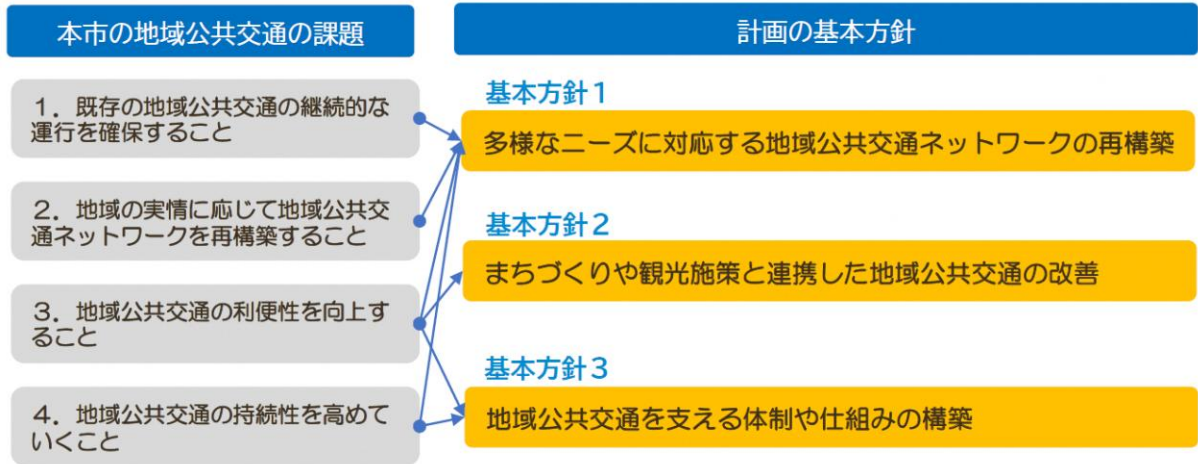 本市の地域公共交通の課題
計画の基本方針
1．既存の地域公共交通の継続的な
運行を確保すること
2．地域の実情に応じて地域公共交
通ネットワークを再構築すること
3．地域公共交通の利便性を向上す
ること
4．地域公共交通の持続性を高めて
いくこと
基本方針1
多様なニーズに対応する地域公共交通ネットワークの再構築
基本方針2
まちづくりや観光施策と連携した地域公共交通の改善
基本方針3
地域公共交通を支える体制や仕組みの構築